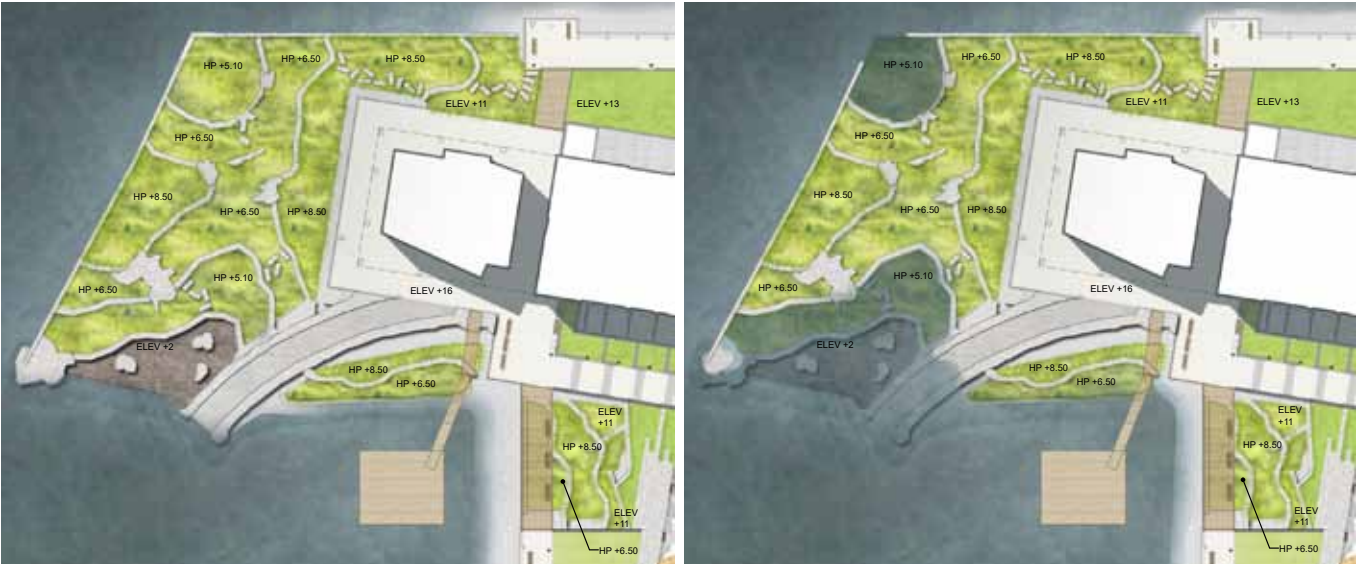 HP +5.10
HP +6.50
HP +8.50
ELEV +11
ELEV +13
HP +6.50
HP +8.50
HP +6.50
HP +8.50
HP +5.10
HP +6.50
ELEV +16
ELEV +2
HP +8.50
HP +6.50
ELEV
+11
HP +8.50
ELEV
+11
HP +6.50
HP +5.10
HP +6.50
HP +8.50
ELEV +11
ELEV +13
HP +6.50
HP +8.50
HP +6.50
HP +8.50
HP +5.10
HP +6.50
ELEV +16
ELEV +2
HP +8.50
HP +6.50
ELEV
+11
HP +8.50
ELEV
+11
HP +6.50